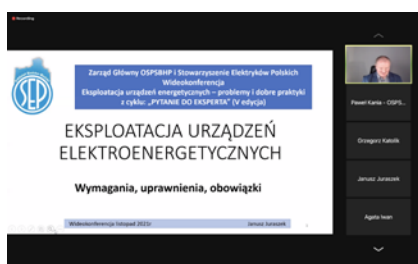 Recording
SEP
Zarząd Główny OSPSBHP i Stowarzyszenie Elektryków Polskich
Wideokonferencja
Eksploatacja urządzeń energetycznych – problemy i dobre praktyki
z cyklu: „PYTANIE DO EKSPERTA” (V edycja)
EKSPLOATACJA URZĄDZEŃ
ELEKTROENERGETYCZNYCH
Wymagania, uprawnienia, obowiązki
Wideokonferencja listopad 2021r
Janusz Juraszek
Paweł Kania - OSPS...
Grzegorz Katolik
Janusz Juraszek
Agata Iwan